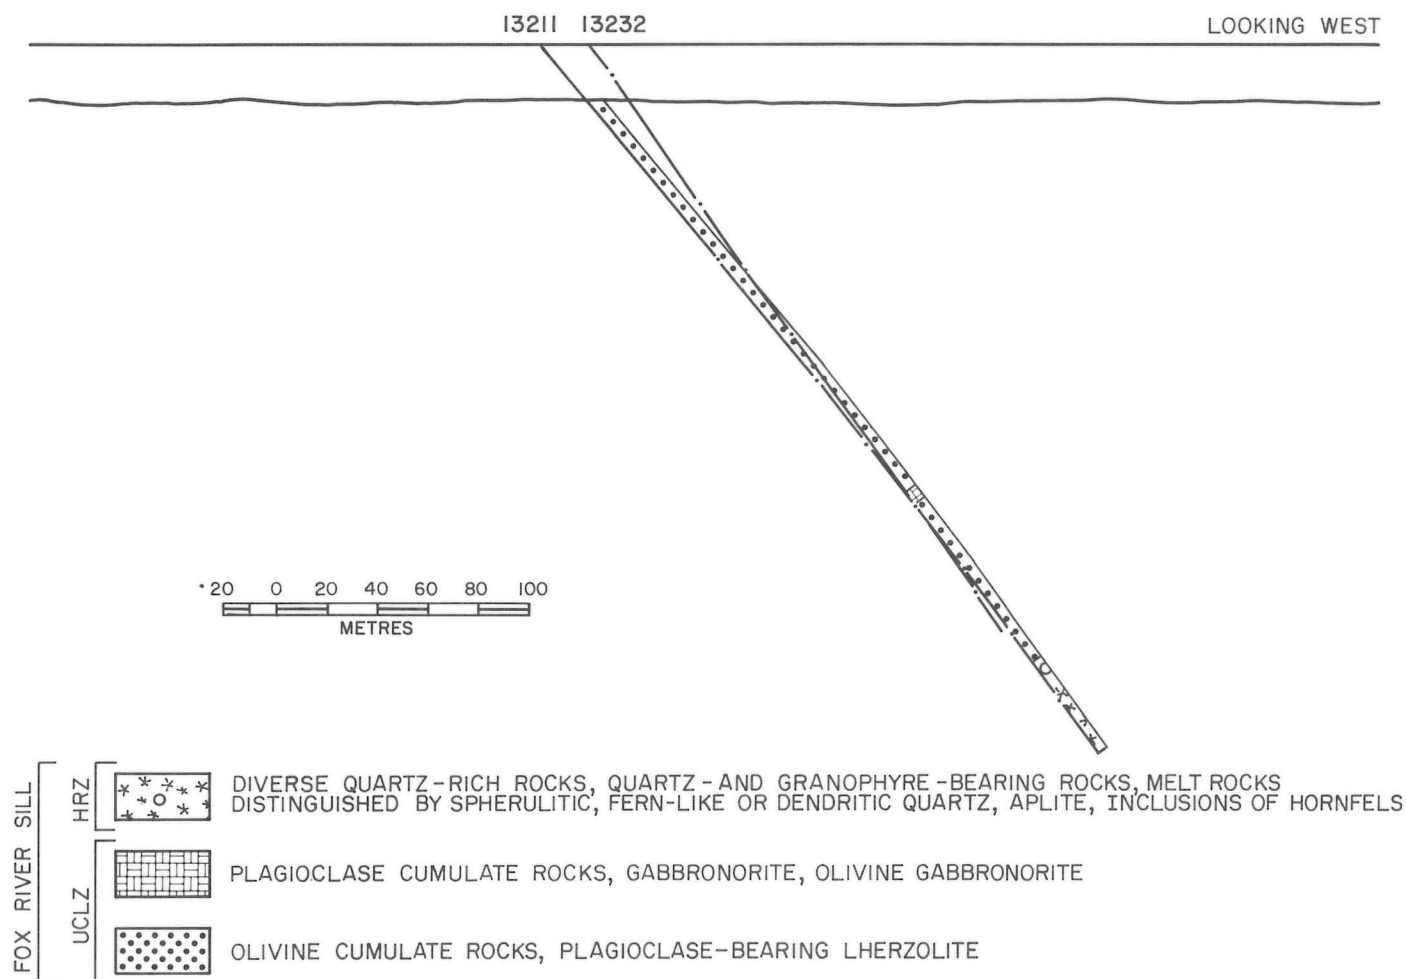 13211 13232 LOOKING WEST
20 0 20 40 60 80 100
METRES
FOX RIVER SILL
HRZ
DIVERSE QUARTZ-RICH ROCKS, QUARTZ-AND GRANOPHYRE-BEARING ROCKS, MELT ROCKS
DISTINGUISHED BY SPHERULITIC, FERN-LIKE OR DENDRITIC QUARTZ, APLITE, INCLUSIONS OF HORNFELS
UCLZ
PLAGIOCLASE CUMULATE ROCKS, GABBRONORITE, OLIVINE GABBRONORITE
OLIVINE CUMULATE ROCKS, PLAGIOCLASE-BEARING LHERZOLITE